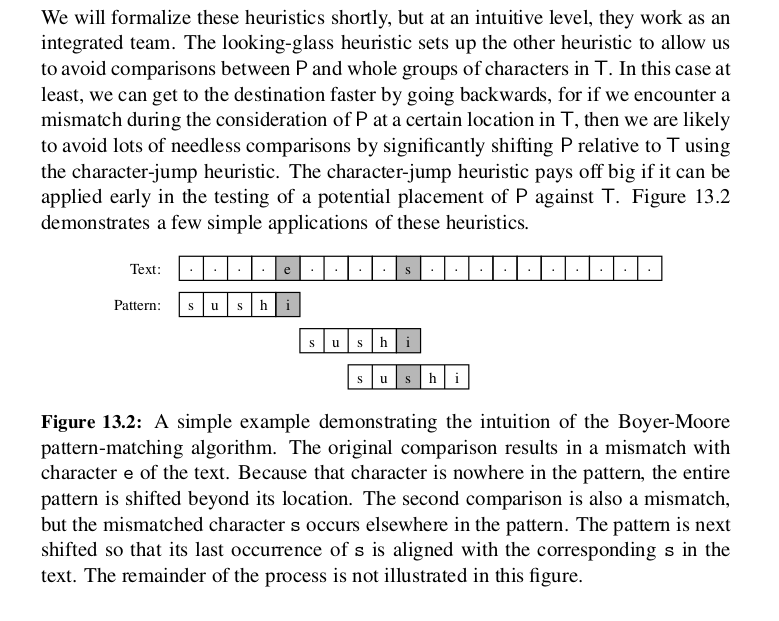 We will formalize these heuristics shortly, but at an intuitive level, they work as an
integrated team. The looking-glass heuristic sets up the other heuristic to allow us
to avoid comparisons between P and whole groups of characters in T. In this case at
least, we can get to the destination faster by going backwards, for if we encounter a
mismatch during the consideration of P at a certain location in T, then we are likely
to avoid lots of needless comparisons by significantly shifting P relative to T using
the character-jump heuristic. The character-jump heuristic pays off big if it can be
applied early in the testing of a potential placement of P against T. Figure 13.2
demonstrates a few simple applications of these heuristics.
Text: . . . . e . . . . s . . . . . . . . . .
Pattern: s u s h i
s u s h i
s u s h i
Figure 13.2: A simple example demonstrating the intuition of the Boyer-Moore
pattern-matching algorithm. The original comparison results in a mismatch with
character e of the text. Because that character is nowhere in the pattern, the entire
pattern is shifted beyond its location. The second comparison is also a mismatch,
but the mismatched character s occurs elsewhere in the pattern. The pattern is next
shifted so that its last occurrence of s is aligned with the corresponding s in the
text. The remainder of the process is not illustrated in this figure.